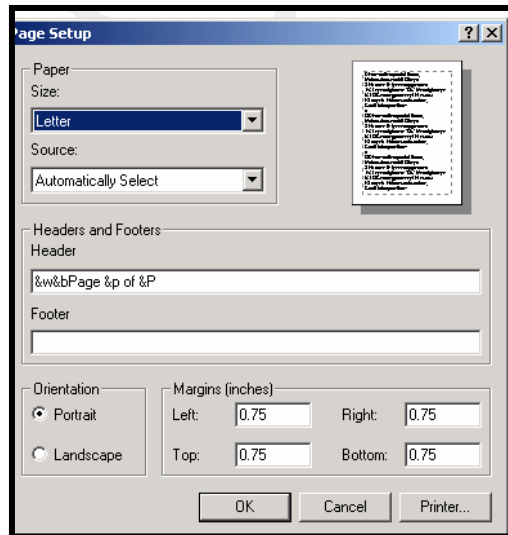 age Setup
Paper
Size:
Letter
Source:
Automatically Select
Headers and Footers
Header
&w&bPage &p of &P
Footer
Orientation
Portrait
Landscape
Margins (inches)
Left: 0.75 Right: 0.75
Top: 0.75 Bottom: 0.75
OK Cancel Printer...